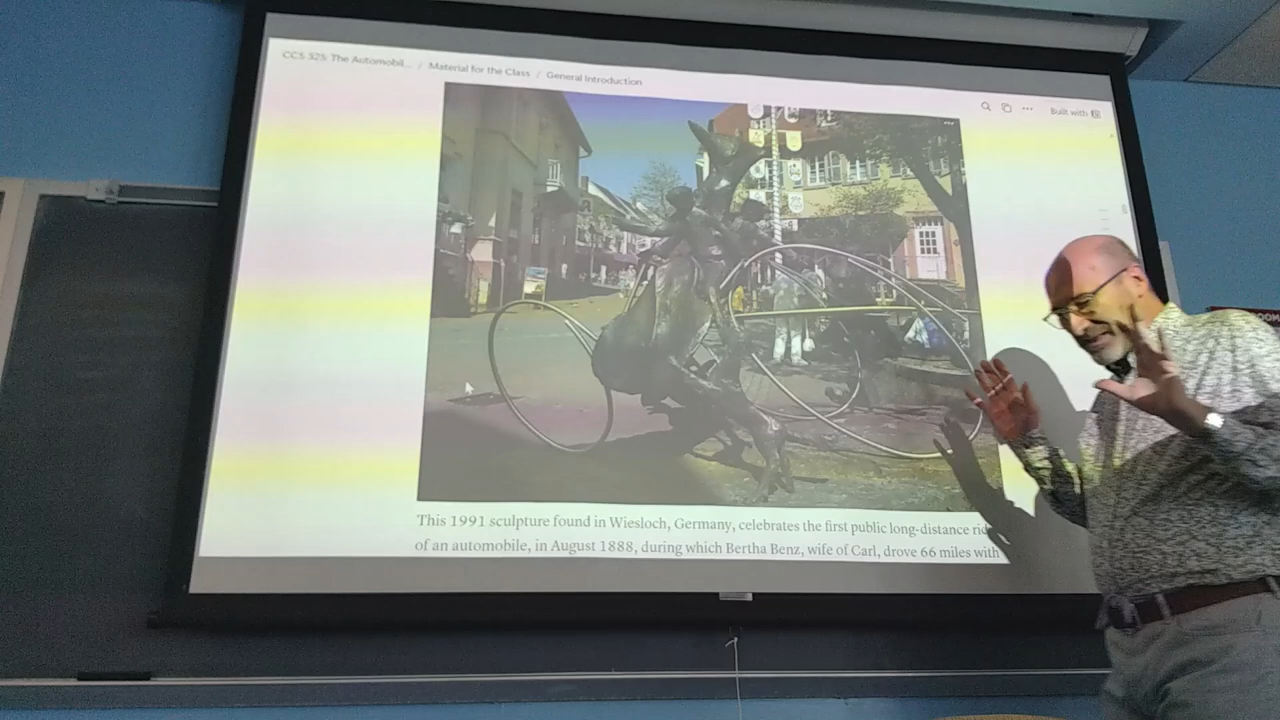 CCS 325: The Automobil... / Material for the Class / General Introduction
Built with
This 1991 sculpture found in Wiesloch, Germany, celebrates the first public long-distance
of an automobile, in August 1888, during which Bertha Benz, wife of Carl, drove 66 miles with